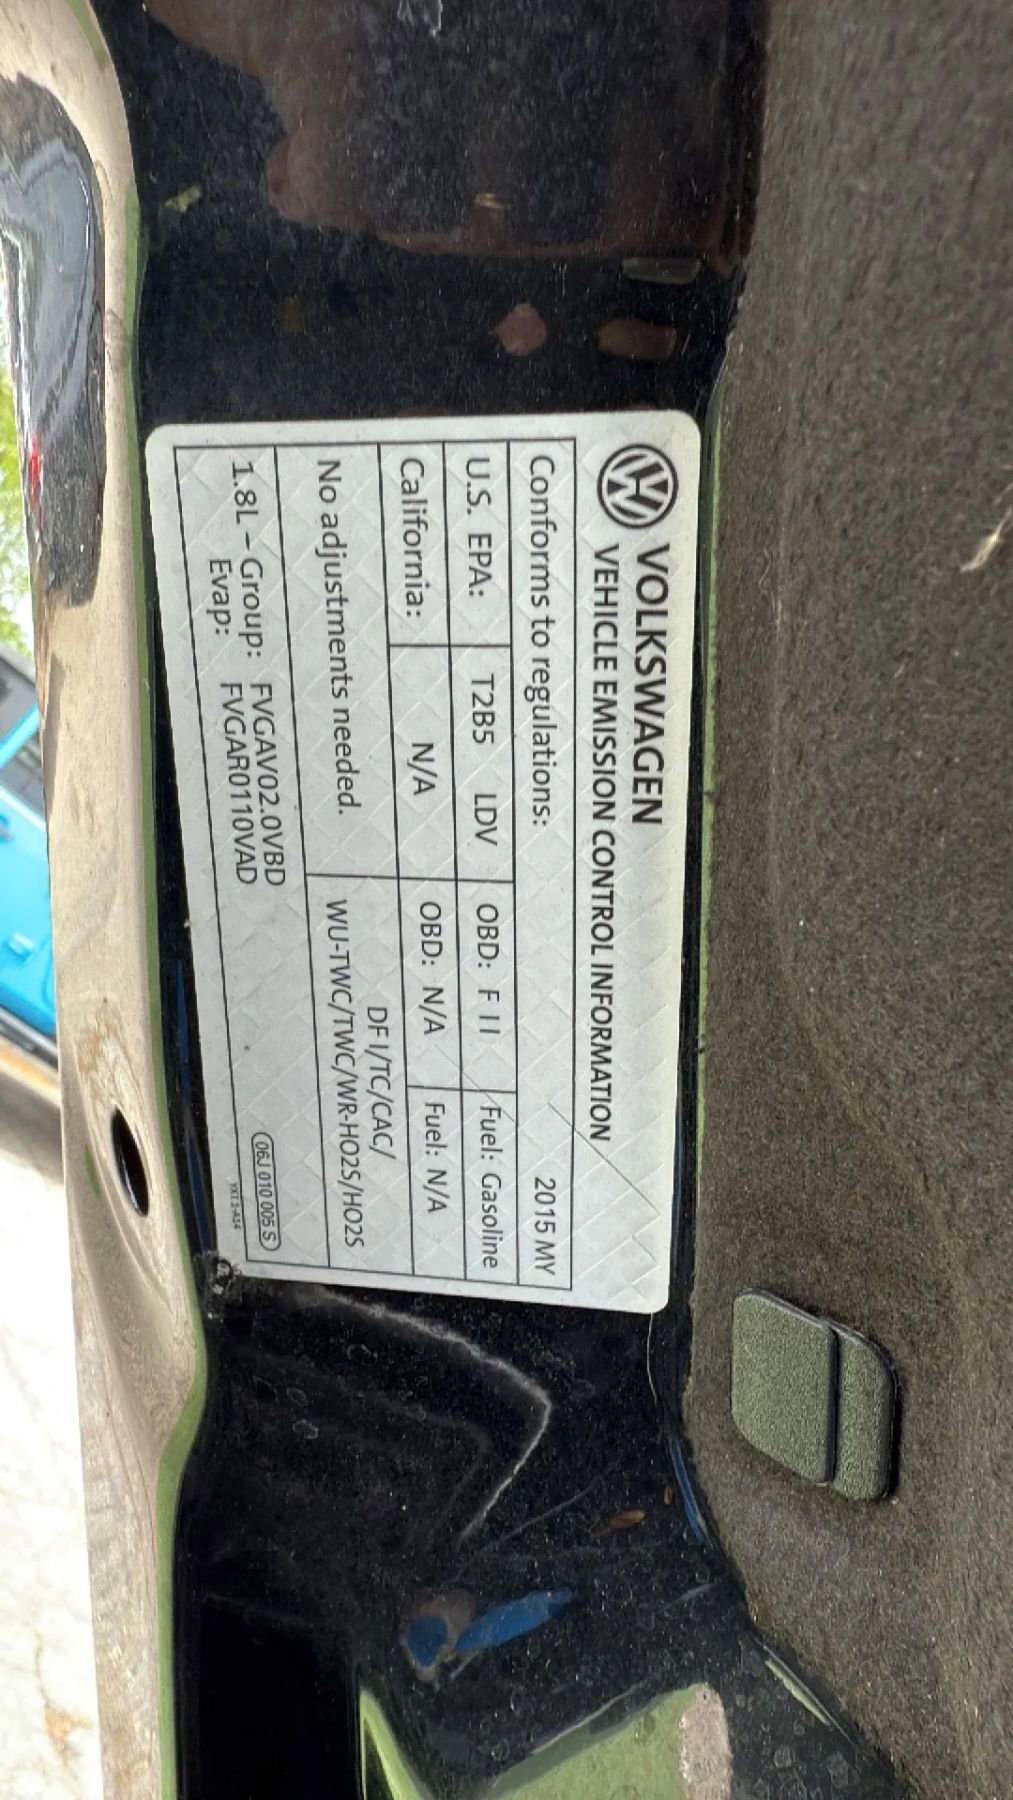 VOLKSWAGEN
VEHICLE EMISSION CONTROL INFORMATION
Conforms to regulations: 2015 MY
U.S. EPA: T2B5 LDV OBD: F II Fuel: Gasoline
California: N/A OBD: N/A Fuel: N/A
No adjustments needed. DFI/TC/CAC/
WU-TWC/TWC/WR-HO2S/HO2S
1.8L – Group: FVGAV02.0VBD
Evap: FVGAR0110VAD
06J 010 005 S